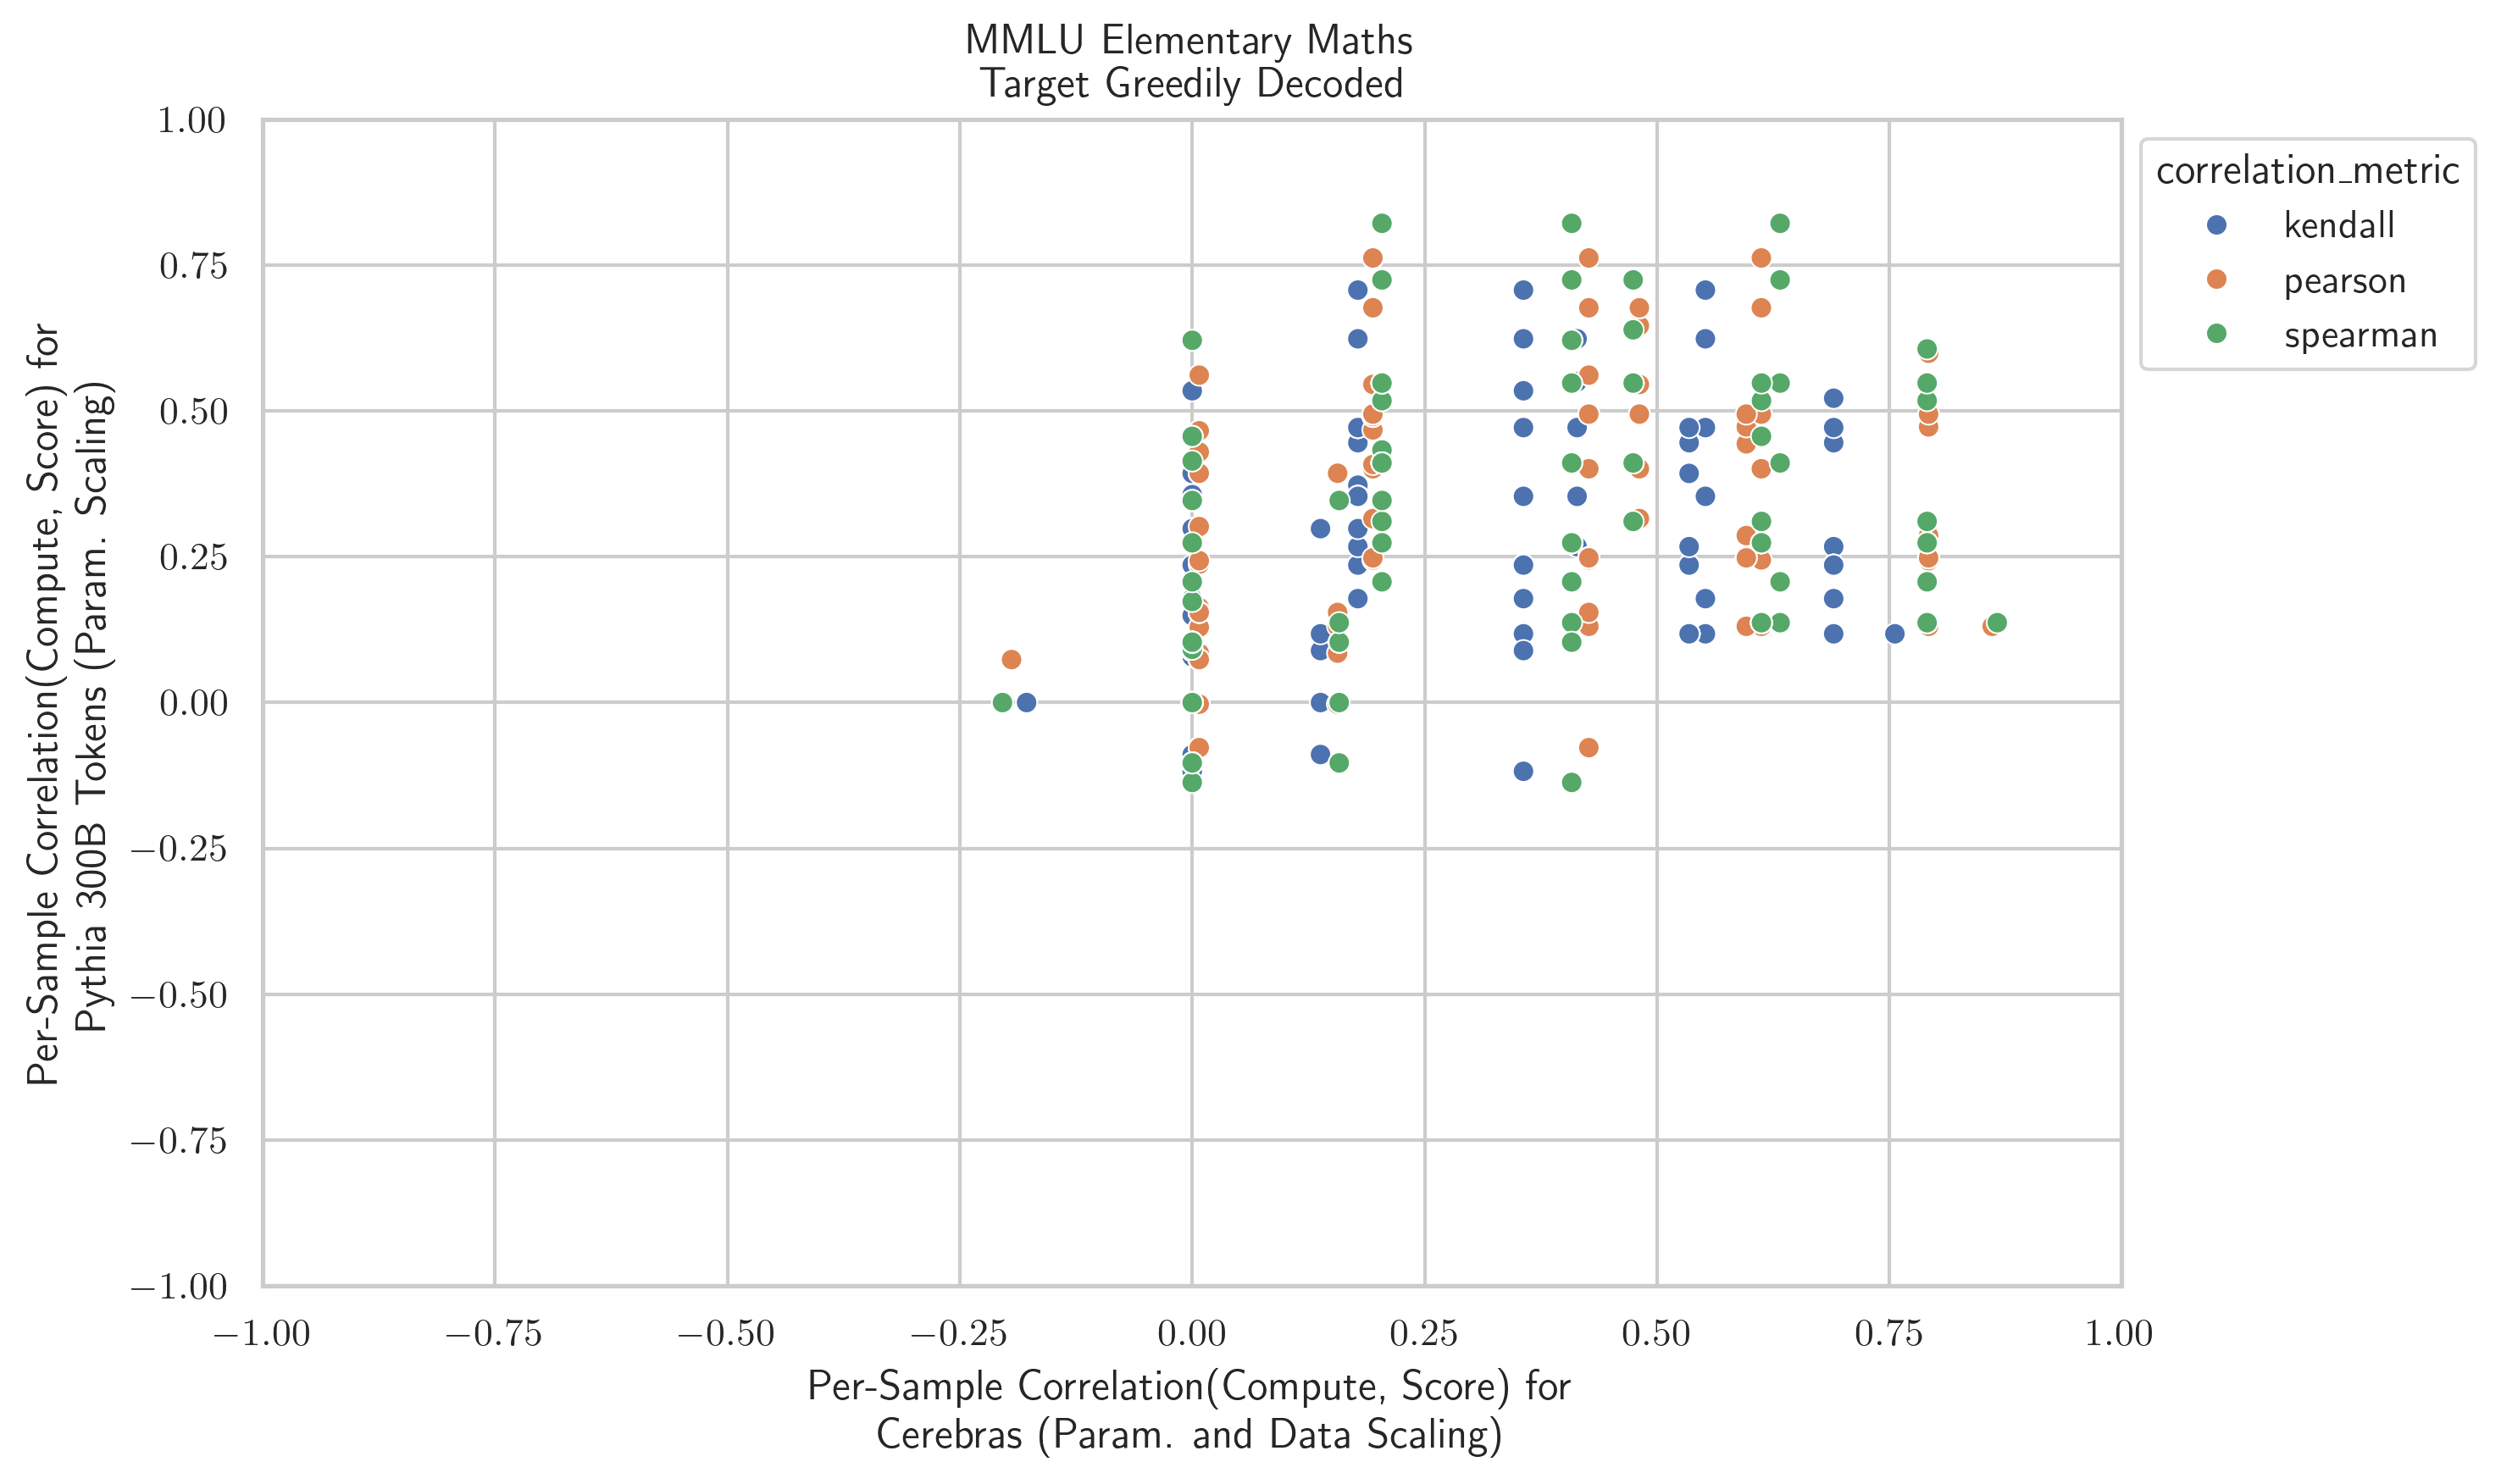 MMLU Elementary Maths
Target Greedily Decoded
1.00
0.75
0.50
0.25
0.00
−0.25
−0.50
−0.75
−1.00
Per-Sample Correlation(Compute, Score) for
Pythia 300B Tokens (Param. Scaling)
correlation_metric
kendall
pearson
spearman
−1.00
−0.75
−0.50
−0.25
0.00
0.25
0.50
0.75
1.00
Per-Sample Correlation(Compute, Score) for
Cerebras (Param. and Data Scaling)